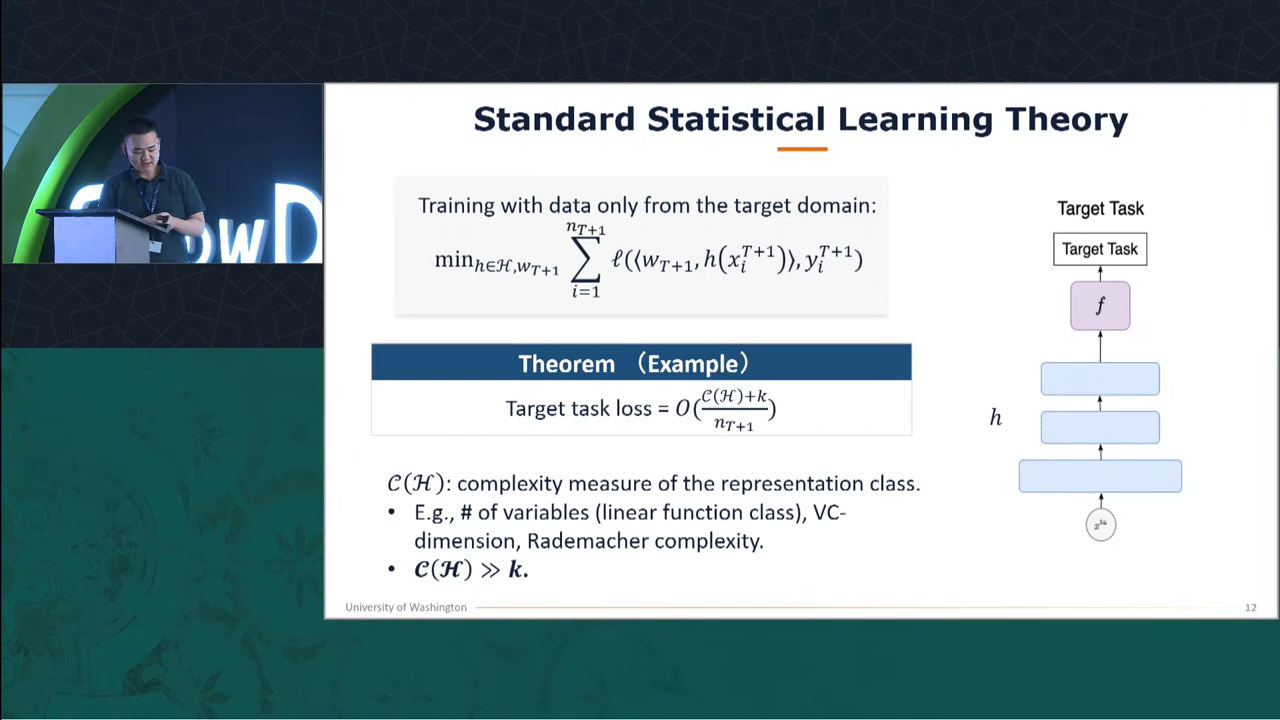 Standard Statistical Learning Theory
Training with data only from the target domain:
min_{h∈ℋ,w_{T+1}} ∑_{i=1}^{n_{T+1}} ℓ(⟨w_{T+1}, h(x_i^{T+1})⟩, y_i^{T+1})
Theorem （Example）
Target task loss = O(\frac{𝒞(ℋ)+k}{n_{T+1}})
𝒞(ℋ): complexity measure of the representation class.
• E.g., # of variables (linear function class), VC-
dimension, Rademacher complexity.
• 𝒞(ℋ) ≫ k.
Target Task
Target Task
f
h
University of Washington
12